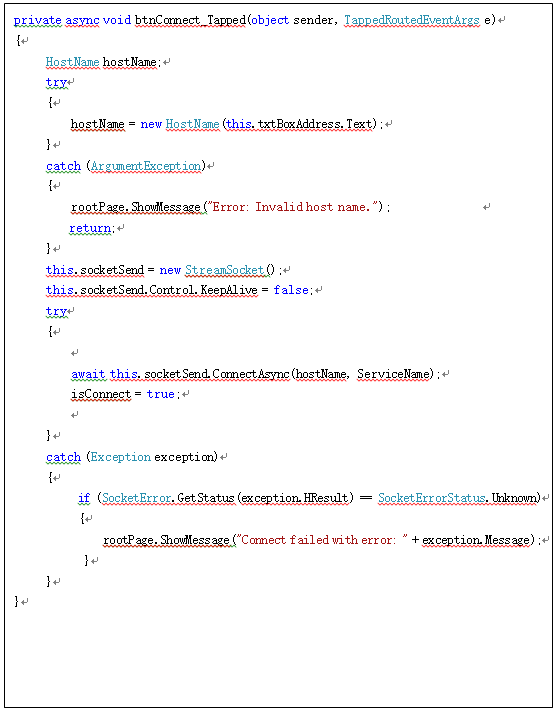 private async void btnConnect_Tapped(object sender, TappedRoutedEventArgs e)
{
HostName hostName;
try
{
hostName = new HostName(this.txtBoxAddress.Text);
}
catch (ArgumentException)
{
rootPage.ShowMessage("Error: Invalid host name.");
return;
}
this.socketSend = new StreamSocket();
this.socketSend.Control.KeepAlive = false;
try
{
await this.socketSend.ConnectAsync(hostName, ServiceName);
isConnect = true;
}
catch (Exception exception)
{
if (SocketError.GetStatus(exception.HResult) == SocketErrorStatus.Unknown)
{
rootPage.ShowMessage("Connect failed with error: " + exception.Message);
}
}
}